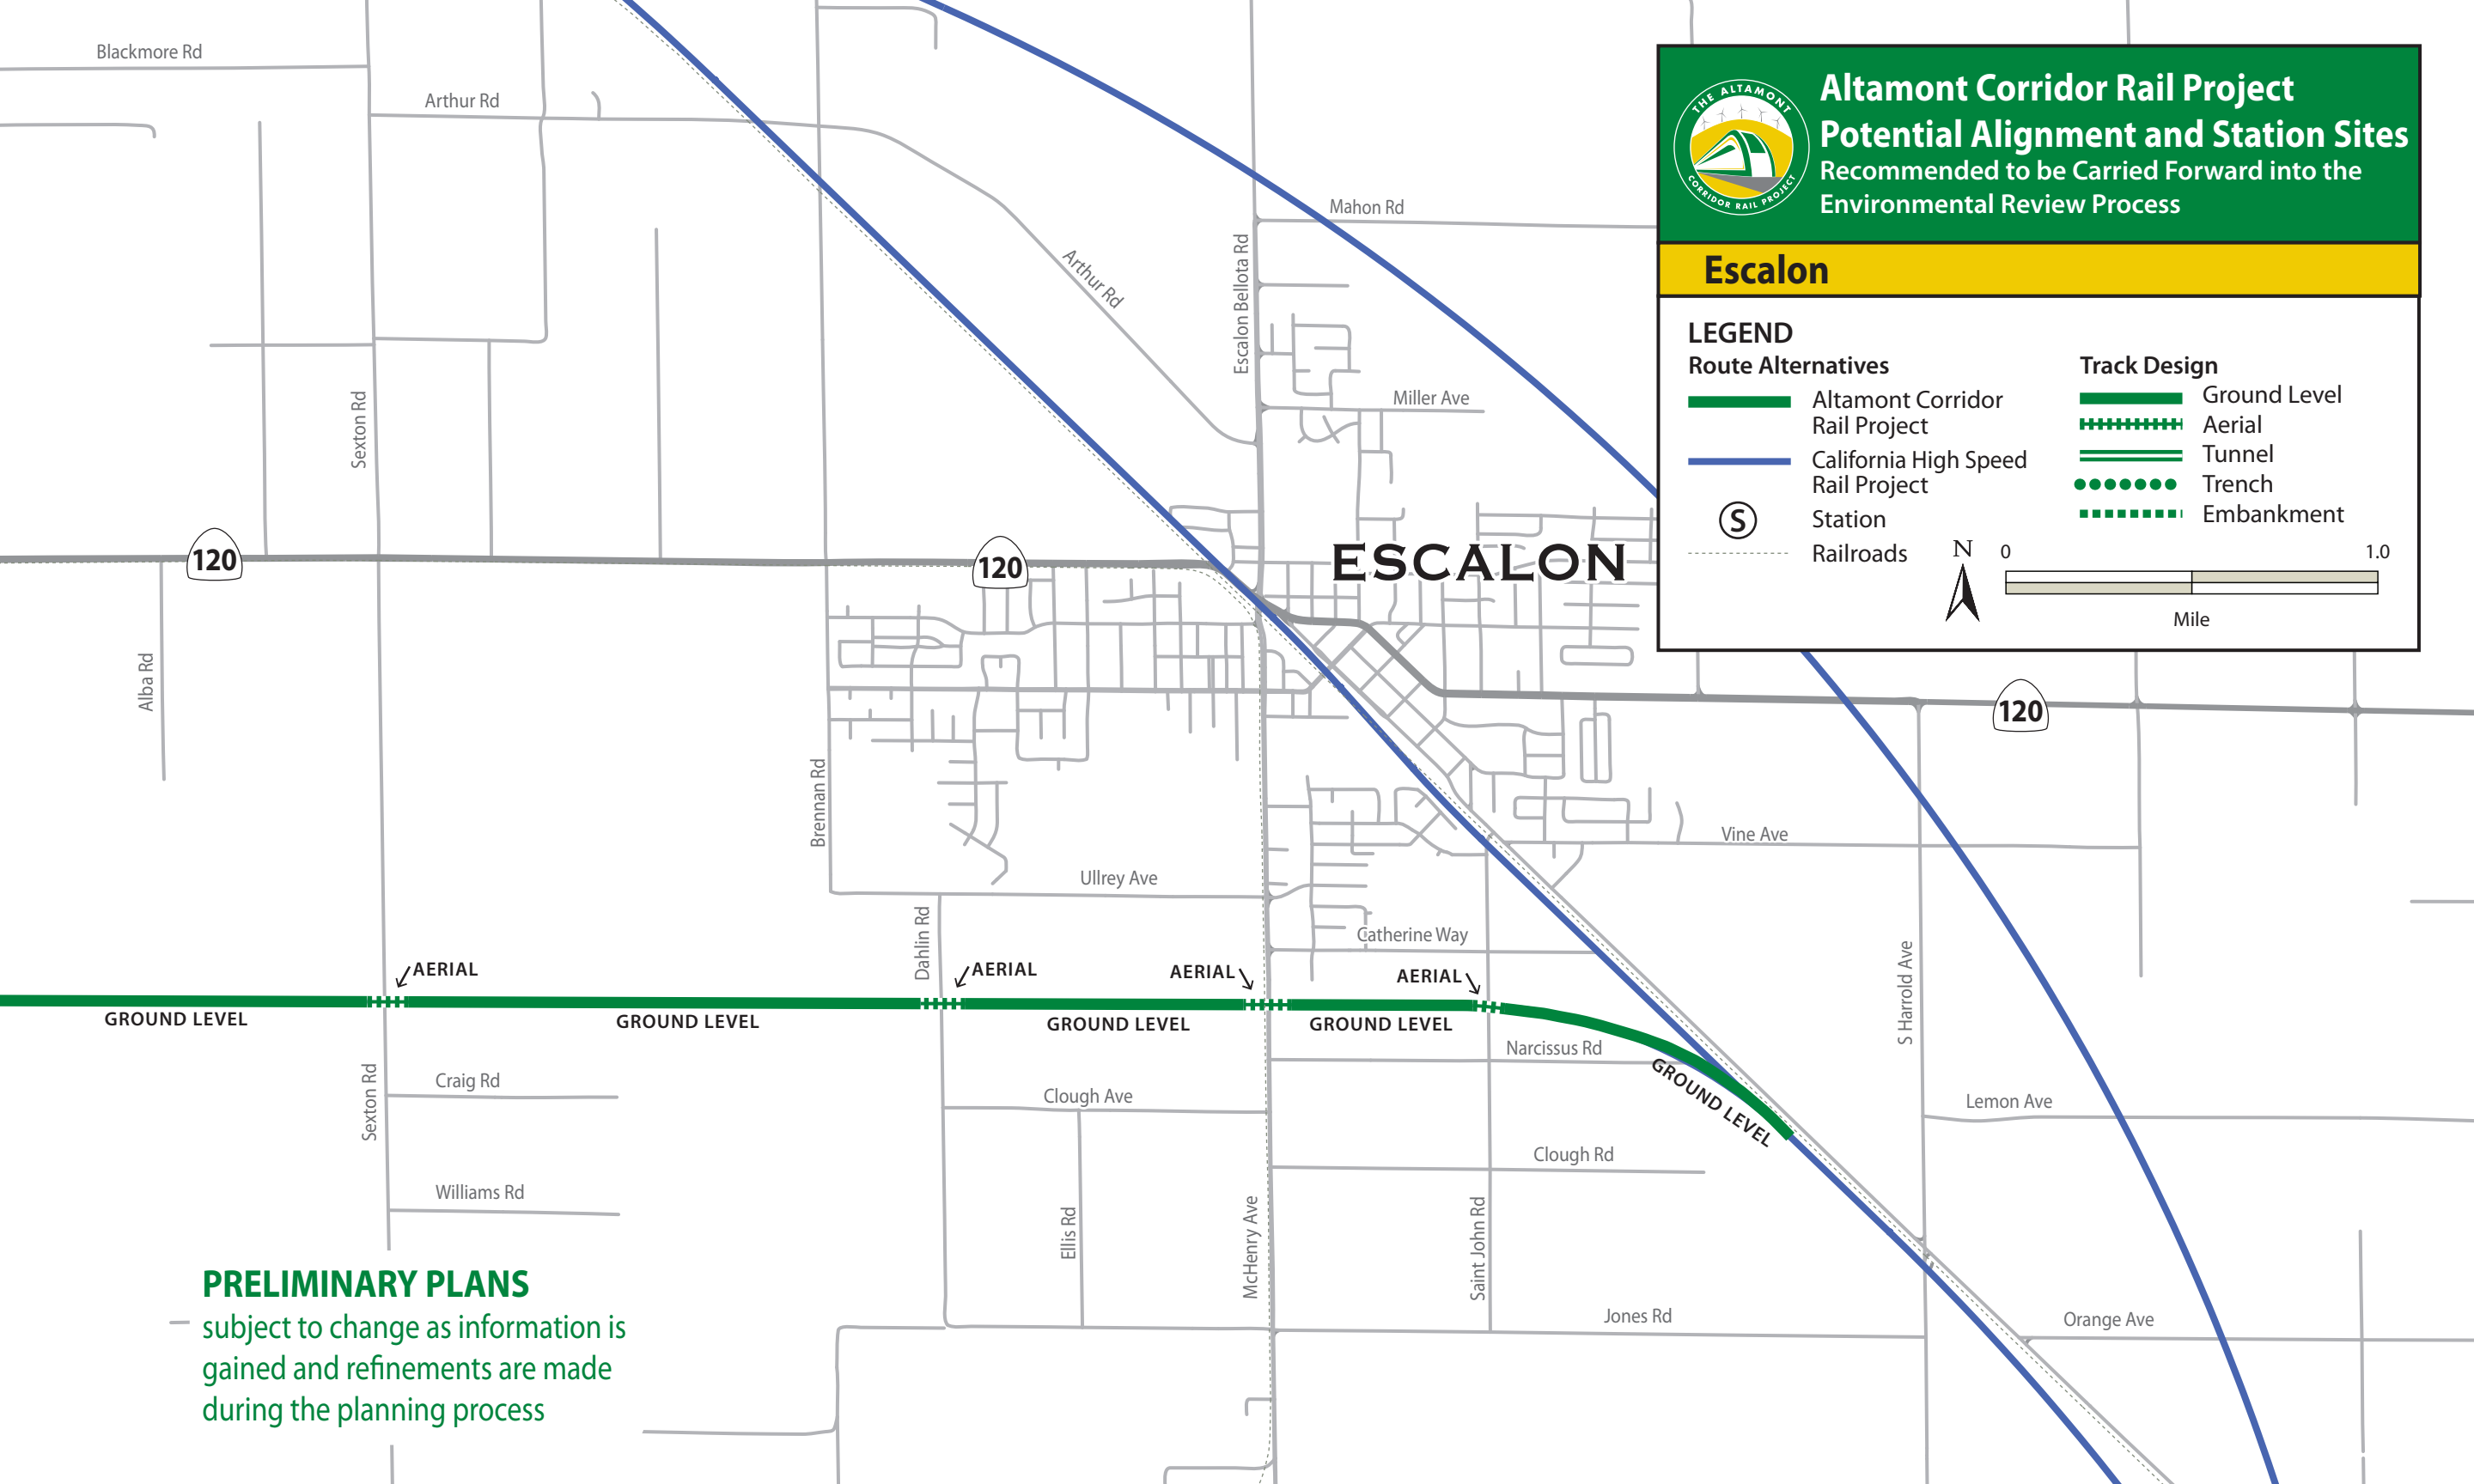 Blackmore Rd
Arthur Rd
Arthur Rd
Escalon Bellota Rd
Mahon Rd
Miller Ave
Sexton Rd
THE ALTAMONT
CORRIDOR RAIL PROJECT
Altamont Corridor Rail Project
Potential Alignment and Station Sites
Recommended to be Carried Forward into the
Environmental Review Process
Escalon
LEGEND
Route Alternatives
Altamont Corridor
Rail Project
California High Speed
Rail Project
S
Station
Railroads
Track Design
Ground Level
Aerial
Tunnel
Trench
Embankment
N
0
1.0
Mile
120
120
ESCALON
120
Alba Rd
Brennan Rd
Vine Ave
Ullrey Ave
Dahlin Rd
Catherine Way
S Harrold Ave
AERIAL
AERIAL
AERIAL
AERIAL
GROUND LEVEL
GROUND LEVEL
GROUND LEVEL
GROUND LEVEL
GROUND LEVEL
Narcissus Rd
Sexton Rd
Craig Rd
Clough Ave
Lemon Ave
Clough Rd
Williams Rd
Ellis Rd
McHenry Ave
Saint John Rd
Jones Rd
Orange Ave
PRELIMINARY PLANS
subject to change as information is
gained and refinements are made
during the planning process